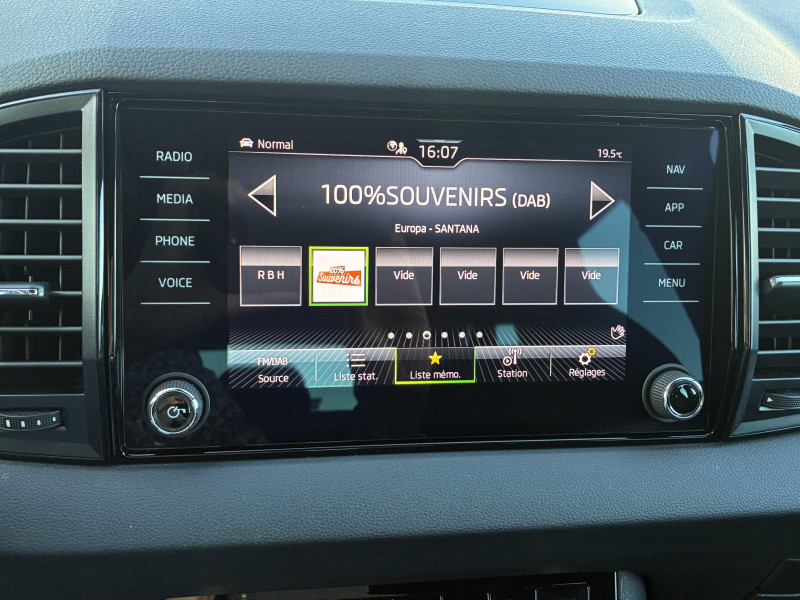 Normal
16:07
19.5°C
RADIO
MEDIA
PHONE
VOICE
100%SOUVENIRS (DAB)
Europa - SANTANA
R B H
100%
Souvenirs
Vide
Vide
Vide
Vide
FM/DAB
Source
Liste stat.
Liste mémo.
Station
Réglages
NAV
APP
CAR
MENU